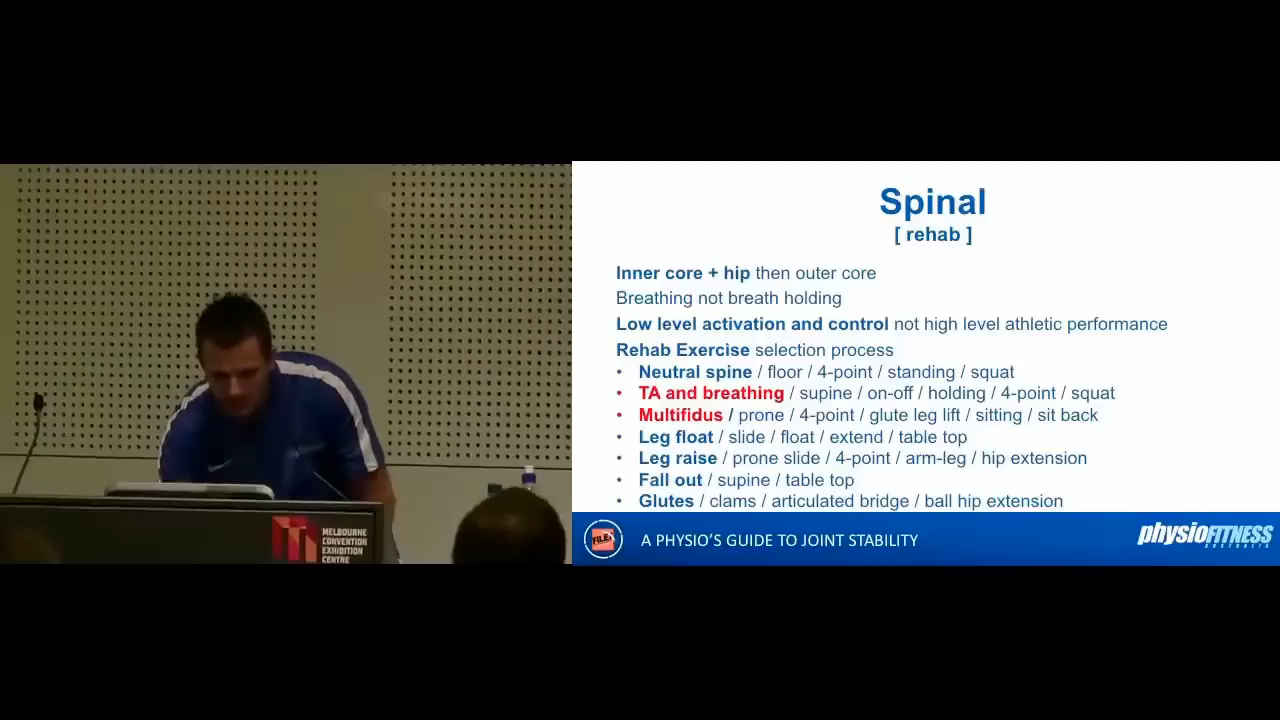 Spinal
[ rehab ]
Inner core + hip then outer core
Breathing not breath holding
Low level activation and control not high level athletic performance
Rehab Exercise selection process
• Neutral spine / floor / 4-point / standing / squat
• TA and breathing / supine / on-off / holding / 4-point / squat
• Multifidus / prone / 4-point / glute leg lift / sitting / sit back
• Leg float / slide / float / extend / table top
• Leg raise / prone slide / 4-point / arm-leg / hip extension
• Fall out / supine / table top
• Glutes / clams / articulated bridge / ball hip extension
FILEX
A PHYSIO'S GUIDE TO JOINT STABILITY
physioFITNESS
AUSTRALIA
MELBOURNE
CONVENTION
EXHIBITION
CENTRE